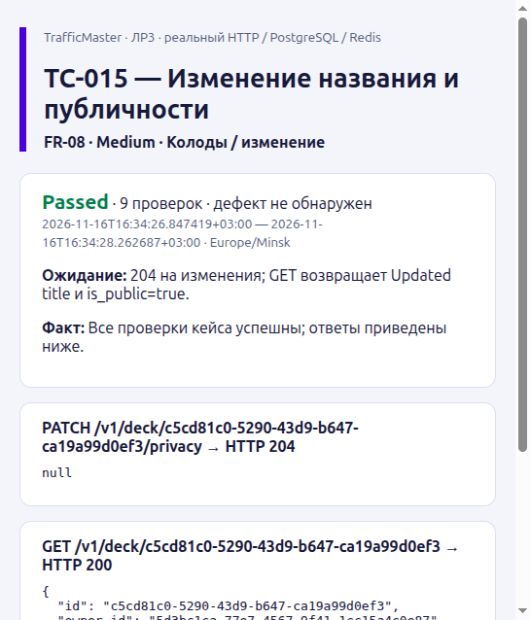 TrafficMaster · ЛР3 · реальный HTTP / PostgreSQL / Redis
TC-015 — Изменение названия и
публичности
FR-08 · Medium · Колоды / изменение
Passed · 9 проверок · дефект не обнаружен
2026-11-16T16:34:26.847419+03:00 — 2026-11-
16T16:34:28.262687+03:00 · Europe/Minsk
Ожидание: 204 на изменения; GET возвращает Updated
title и is_public=true.
Факт: Все проверки кейса успешны; ответы приведены
ниже.
PATCH /v1/deck/c5cd81c0-5290-43d9-b647-
ca19a99d0ef3/privacy → HTTP 204
null
GET /v1/deck/c5cd81c0-5290-43d9-b647-ca19a99d0ef3 →
HTTP 200
{
"id": "c5cd81c0-5290-43d9-b647-ca19a99d0ef3",